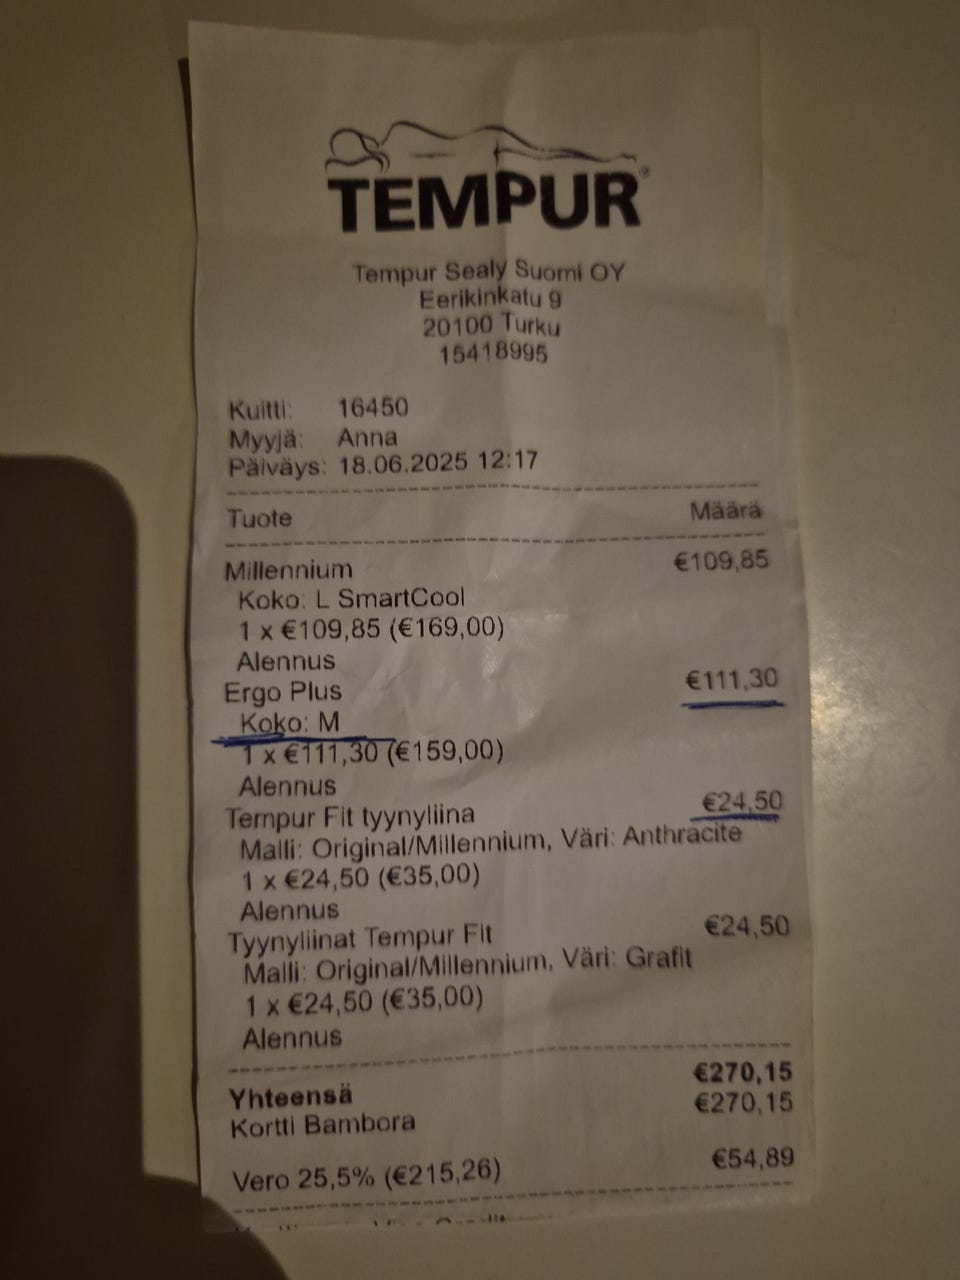 TEMPUR®
Tempur Sealy Suomi OY
Eerikinkatu 9
20100 Turku
15418995
Kuitti: 16450
Myyjä: Anna
Päiväys: 18.06.2025 12:17
Tuote Määrä
Millennium €109,85
Koko: L SmartCool
1 x €109,85 (€169,00)
Alennus
Ergo Plus €111,30
Koko: M
1 x €111,30 (€159,00)
Alennus
Tempur Fit tyynyliina €24,50
Malli: Original/Millennium, Väri: Anthracite
1 x €24,50 (€35,00)
Alennus
Tyynyliinat Tempur Fit €24,50
Malli: Original/Millennium, Väri: Grafit
1 x €24,50 (€35,00)
Alennus
Yhteensä €270,15
Kortti Bambora €270,15
Vero 25,5% (€215,26) €54,89